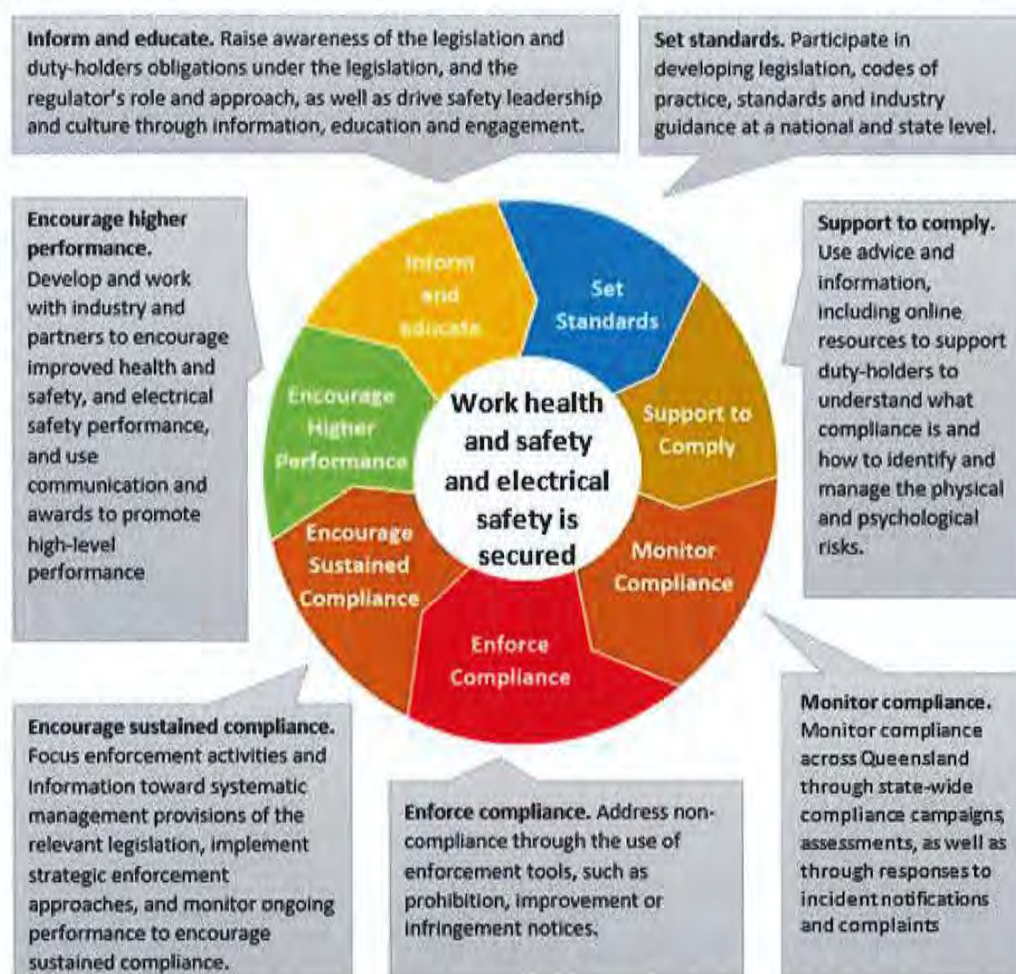 Inform and educate. Raise awareness of the legislation and
duty-holders obligations under the legislation, and the
regulator's role and approach, as well as drive safety leadership
and culture through information, education and engagement.
Set standards. Participate in
developing legislation, codes of
practice, standards and industry
guidance at a national and state level.
Encourage higher
performance.
Develop and work
with industry and
partners to encourage
improved health and
safety, and electrical
safety performance,
and use
communication and
awards to promote
high-level
performance
Inform
and
educate
Set
Standards
Support to comply.
Use advice and
information,
including online
resources to support
duty-holders to
understand what
compliance is and
how to identify and
manage the physical
and psychological
risks.
Encourage
Higher
Performance
Work health
and safety
and electrical
safety is
secured
Support to
Comply
Encourage
Sustained
Compliance
Monitor
Compliance
Enforce
Compliance
Encourage sustained compliance.
Focus enforcement activities and
Information toward systematic
management provisions of the
relevant legislation, implement
strategic enforcement
approaches, and monitor ongoing
performance to encourage
sustained compliance.
Enforce compliance. Address non-
compliance through the use of
enforcement tools, such as
prohibition, improvement or
infringement notices.
Monitor compliance.
Monitor compliance
across Queensland
through state-wide
compliance campaigns,
assessments, as well as
through responses to
incident notifications
and complaints